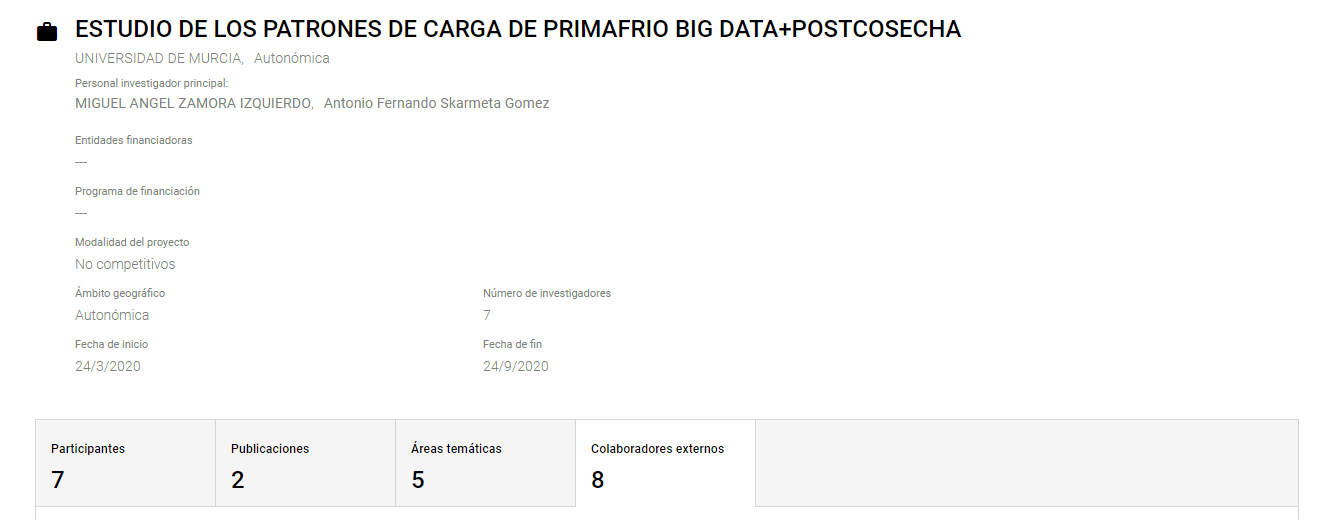 ESTUDIO DE LOS PATRONES DE CARGA DE PRIMAFRIO BIG DATA+POSTCOSECHA
UNIVERSIDAD DE MURCIA, Autonómica
Personal investigador principal:
MIGUEL ANGEL ZAMORA IZQUIERDO, Antonio Fernando Skarmeta Gomez
Entidades financiadoras
---
Programa de financiación
---
Modalidad del proyecto
No competitivos
Ámbito geográfico
Autonómica
Número de investigadores
7
Fecha de inicio
24/3/2020
Fecha de fin
24/9/2020
Participantes
7
Publicaciones
2
Áreas temáticas
5
Colaboradores externos
8